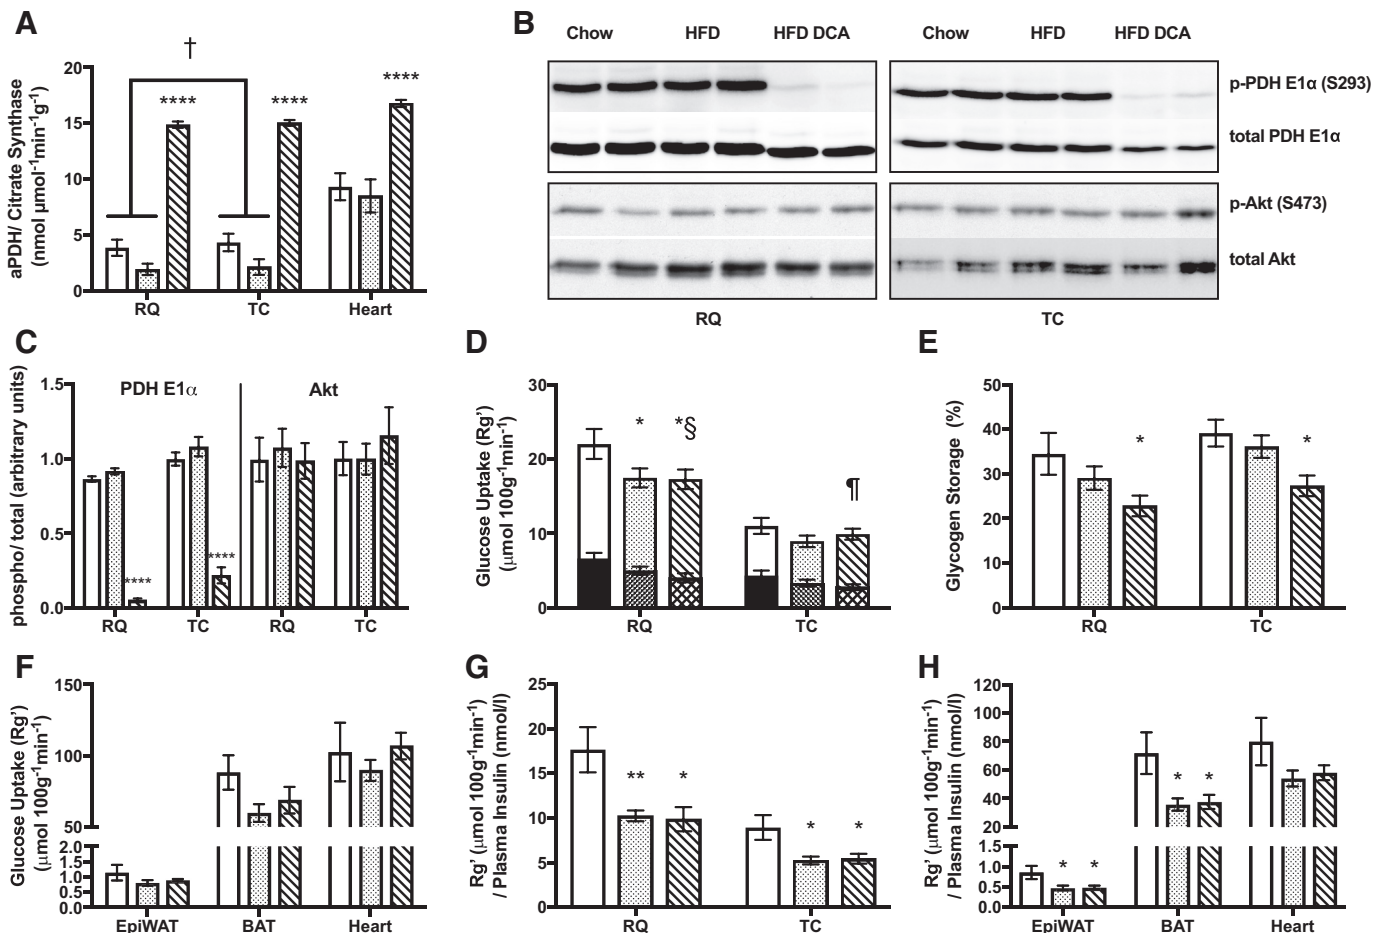 A
aPDH/ Citrate Synthase
(nmol µmol-1min-1g-1)
20
15
10
5
0
†
****
****
****
RQ
TC
Heart
B
Chow
HFD
HFD DCA
Chow
HFD
HFD DCA
p-PDH E1α (S293)
total PDH E1α
p-Akt (S473)
total Akt
RQ
TC
C
phospho/ total (arbitrary units)
1.5
1.0
0.5
0.0
PDH E1α
Akt
****
****
RQ
TC
RQ
TC
D
Glucose Uptake (Rg')
(µmol 100g-1min-1)
30
20
10
0
*
*§
¶
RQ
TC
E
Glycogen Storage (%)
50
40
30
20
10
0
*
*
RQ
TC
F
Glucose Uptake (Rg')
(µmol 100g-1min-1)
150
100
50
2.0
1.5
1.0
0.5
0.0
EpiWAT
BAT
Heart
G
Rg' (µmol 100g-1min-1)
/ Plasma Insulin (nmol/l)
25
20
15
10
5
0
**
*
*
*
RQ
TC
H
Rg' (µmol 100g-1min-1)
/ Plasma Insulin (nmol/l)
120
100
80
60
40
20
1.5
1.0
0.5
0.0
*
*
*
*
EpiWAT
BAT
Heart